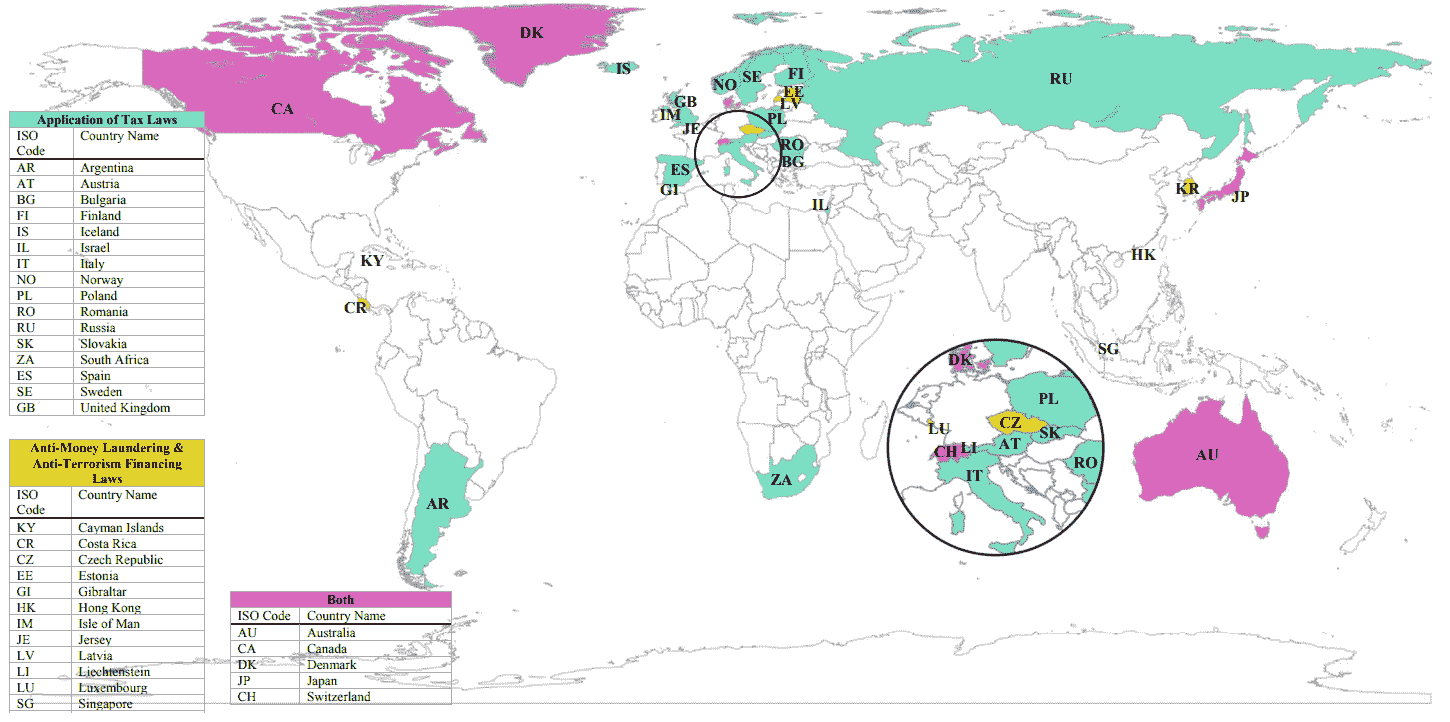 DK
IS
CA
NO
SE
FI
EE
LV
GB
IM
JE
PL
RO
BG
ES
GI
IL
RU
KR
JP
HK
KY
CR
SG
AR
ZA
AU
DK
PL
LU
CZ
SK
AT
CH
LI
RO
IT
Application of Tax Laws
ISO Code Country Name
AR Argentina
AT Austria
BG Bulgaria
FI Finland
IS Iceland
IL Israel
IT Italy
NO Norway
PL Poland
RO Romania
RU Russia
SK Slovakia
ZA South Africa
ES Spain
SE Sweden
GB United Kingdom
Anti-Money Laundering &
Anti-Terrorism Financing
Laws
ISO Code Country Name
KY Cayman Islands
CR Costa Rica
CZ Czech Republic
EE Estonia
GI Gibraltar
HK Hong Kong
IM Isle of Man
JE Jersey
LV Latvia
LI Liechtenstein
LU Luxembourg
SG Singapore
Both
ISO Code Country Name
AU Australia
CA Canada
DK Denmark
JP Japan
CH Switzerland